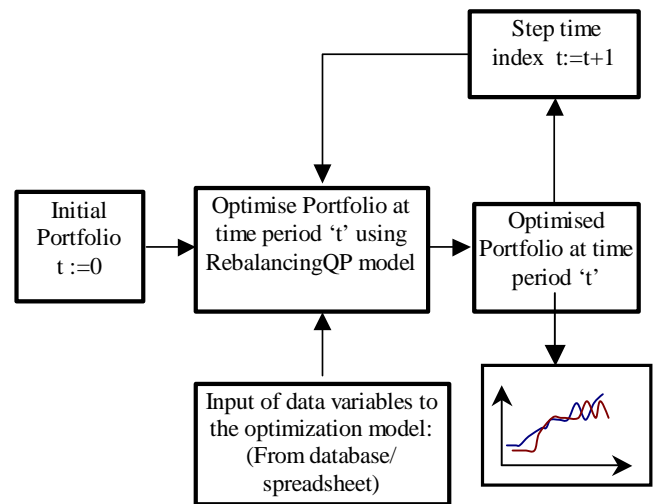 Step time
index t:=t+1
Initial
Portfolio
t :=0
Optimise Portfolio at
time period ‘t’ using
RebalancingQP model
Optimised
Portfolio at time
period ‘t’
Input of data variables to
the optimization model:
(From database/
spreadsheet)